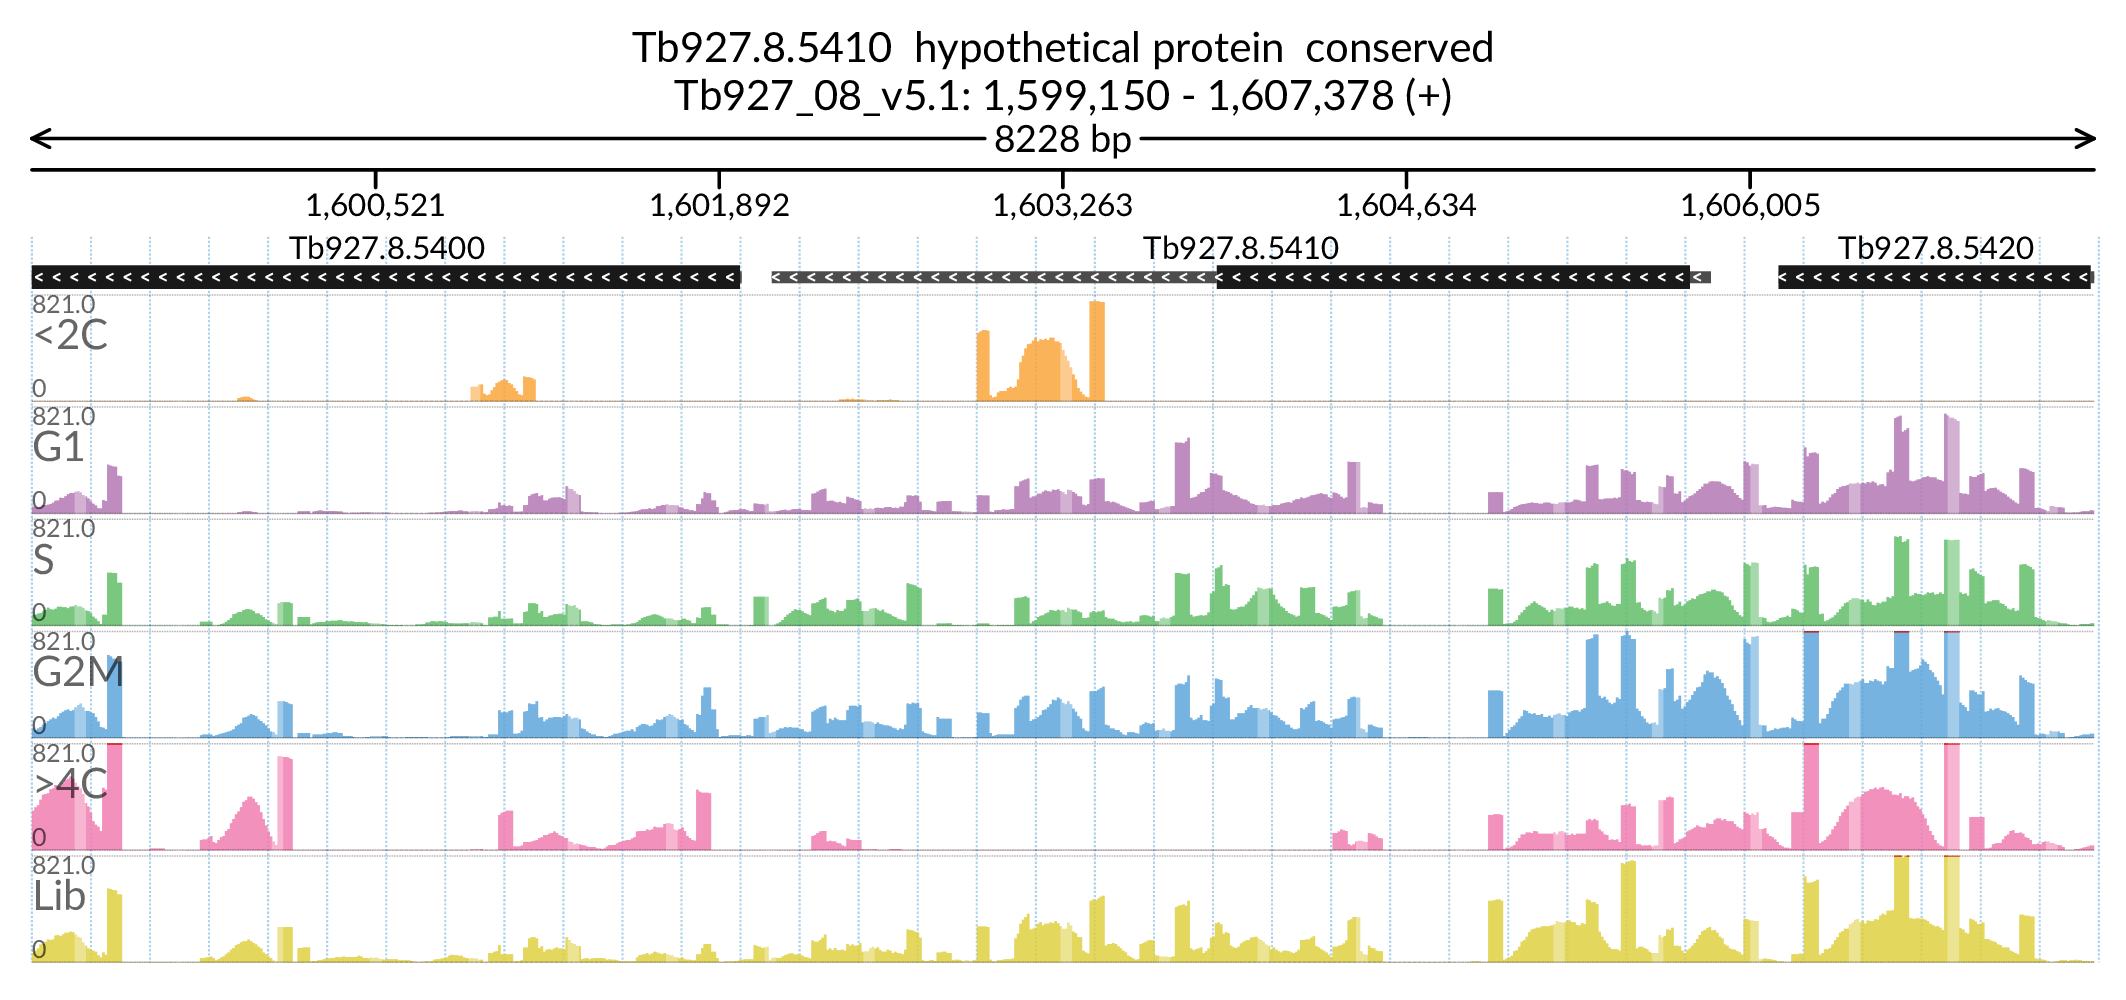 Tb927.8.5410  hypothetical protein  conserved
Tb927_08_v5.1: 1,599,150 - 1,607,378 (+)
8228 bp
1,600,521 1,601,892 1,603,263 1,604,634 1,606,005
Tb927.8.5400 Tb927.8.5410 Tb927.8.5420
821.0
<2C
0
821.0
G1
0
821.0
S
0
821.0
G2M
0
821.0
>4C
0
821.0
Lib
0